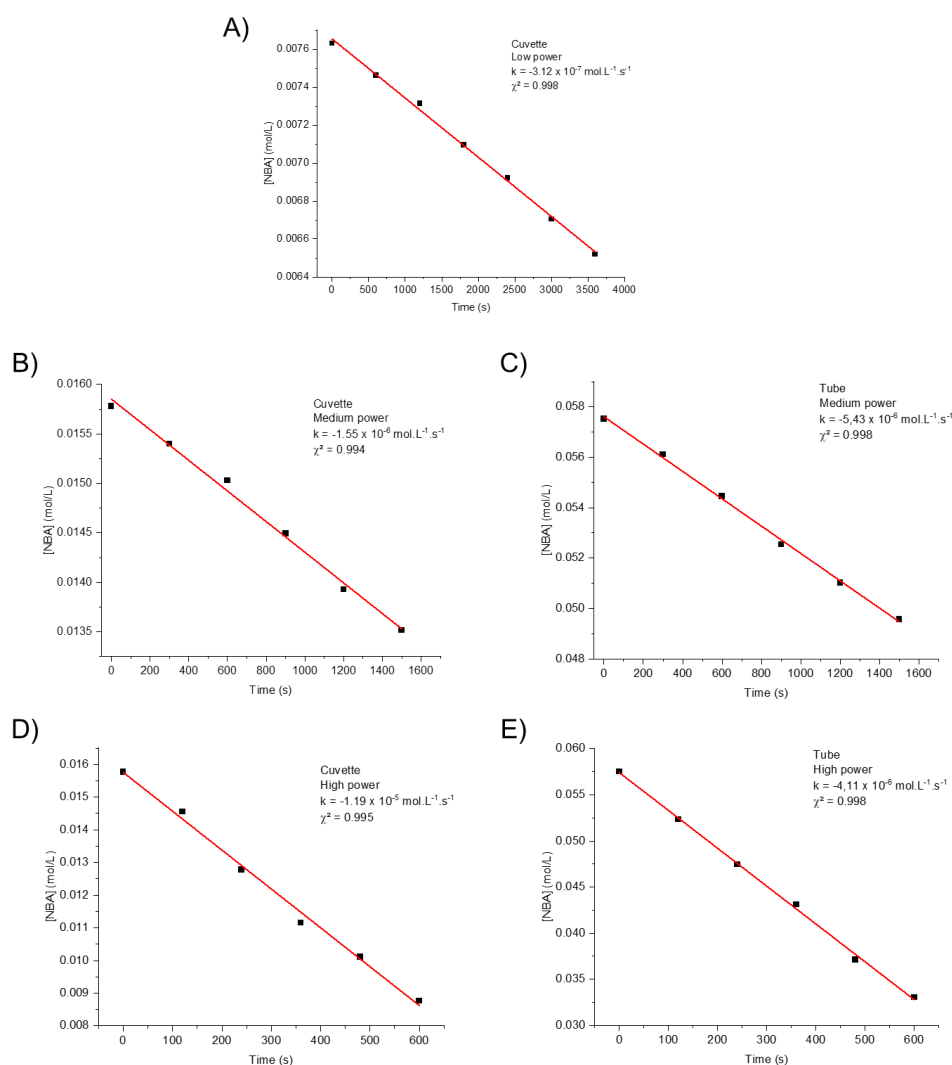 A)
Cuvette
Low power
k = -3.12 x 10⁻⁷ mol.L⁻¹.s⁻¹
χ² = 0.998
0.0076
0.0074
0.0072
0.0070
0.0068
0.0066
0.0064
[NBA] (mol/L)
0 500 1000 1500 2000 2500 3000 3500 4000
Time (s)
B)
Cuvette
Medium power
k = -1.55 x 10⁻⁶ mol.L⁻¹.s⁻¹
χ² = 0.994
0.0160
0.0155
0.0150
0.0145
0.0140
0.0135
[NBA] (mol/L)
0 200 400 600 800 1000 1200 1400 1600
Time (s)
C)
Tube
Medium power
k = -5,43 x 10⁻⁶ mol.L⁻¹.s⁻¹
χ² = 0.998
0.058
0.056
0.054
0.052
0.050
0.048
[NBA] (mol/L)
0 200 400 600 800 1000 1200 1400 1600
Time (s)
D)
Cuvette
High power
k = -1.19 x 10⁻⁵ mol.L⁻¹.s⁻¹
χ² = 0.995
0.016
0.015
0.014
0.013
0.012
0.011
0.010
0.009
0.008
[NBA] (mol/L)
0 100 200 300 400 500 600
Time (s)
E)
Tube
High power
k = -4,11 x 10⁻⁶ mol.L⁻¹.s⁻¹
χ² = 0.998
0.060
0.055
0.050
0.045
0.040
0.035
0.030
[NBA] (mol/L)
0 100 200 300 400 500 600
Time (s)